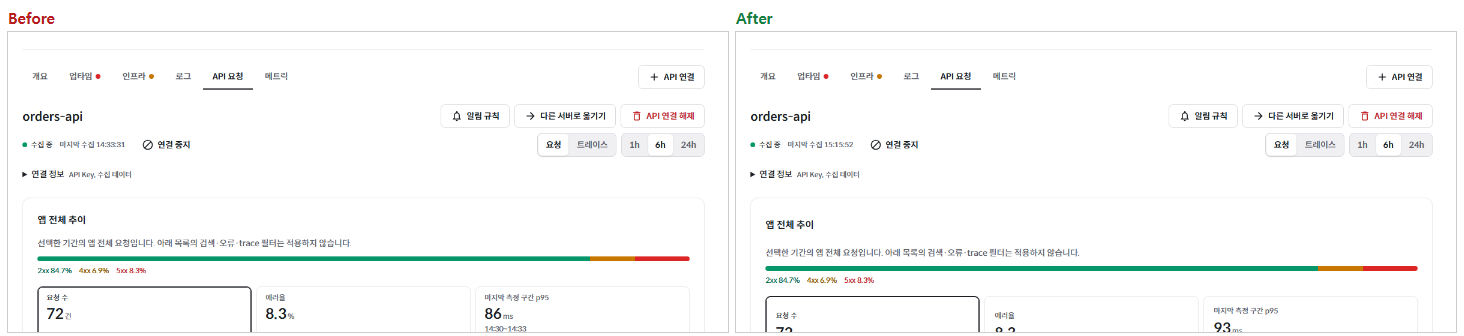 Before
개요 업타임 인프라 로그 API 요청 메트릭 + API 연결
orders-api 알림 규칙 다른 서버로 옮기기 API 연결 해제
수집 중 마지막 수집 14:33:31 연결 중지 요청 트레이스 1h 6h 24h
연결 정보 API Key, 수집 데이터
앱 전체 추이
선택한 기간의 앱 전체 요청입니다. 아래 목록의 검색·오류·trace 필터는 적용하지 않습니다.
2xx 84.7% 4xx 6.9% 5xx 8.3%
요청 수 에러율 마지막 측정 구간 p95
72건 8.3% 86ms
14:30~14:33
After
개요 업타임 인프라 로그 API 요청 메트릭 + API 연결
orders-api 알림 규칙 다른 서버로 옮기기 API 연결 해제
수집 중 마지막 수집 15:15:52 연결 중지 요청 트레이스 1h 6h 24h
연결 정보 API Key, 수집 데이터
앱 전체 추이
선택한 기간의 앱 전체 요청입니다. 아래 목록의 검색·오류·trace 필터는 적용하지 않습니다.
2xx 84.7% 4xx 6.9% 5xx 8.3%
요청 수 에러율 마지막 측정 구간 p95
93ms